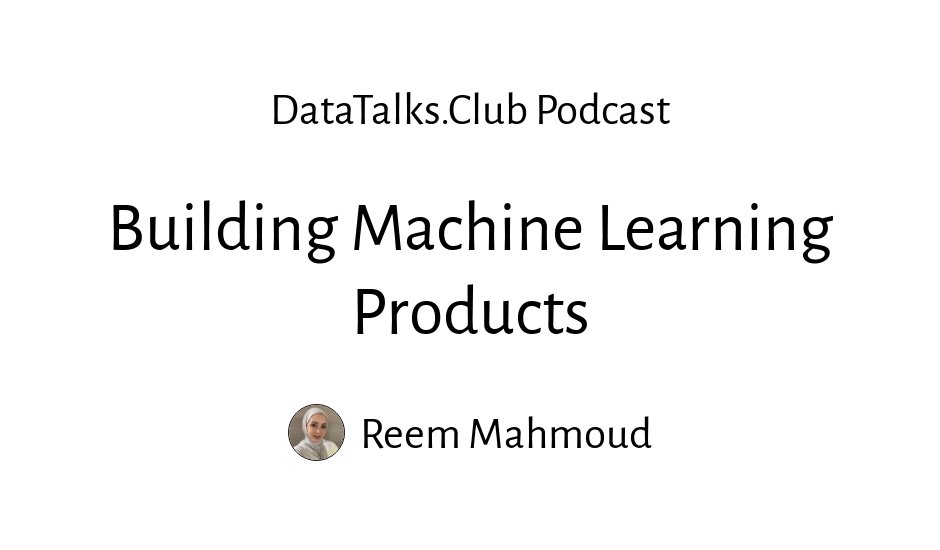 DataTalks.Club Podcast
Building Machine Learning
Products
Reem Mahmoud